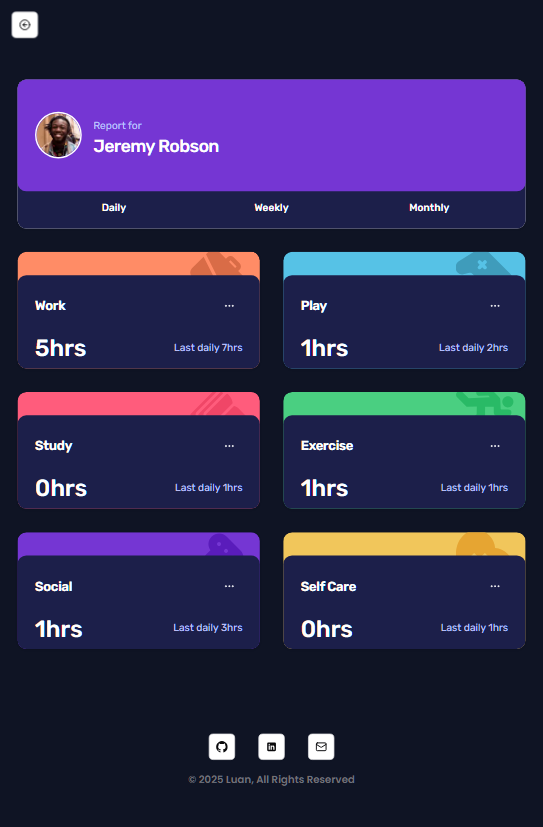 Report for
Jeremy Robson
Daily Weekly Monthly
Work ...
5hrs Last daily 7hrs
Play ...
1hrs Last daily 2hrs
Study ...
0hrs Last daily 1hrs
Exercise ...
1hrs Last daily 1hrs
Social ...
1hrs Last daily 3hrs
Self Care ...
0hrs Last daily 1hrs
© 2025 Luan, All Rights Reserved